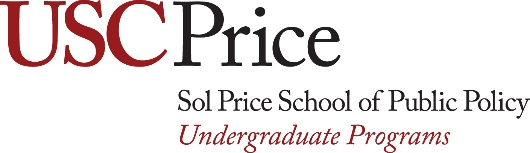 USCPrice
Sol Price School of Public Policy
Undergraduate Programs